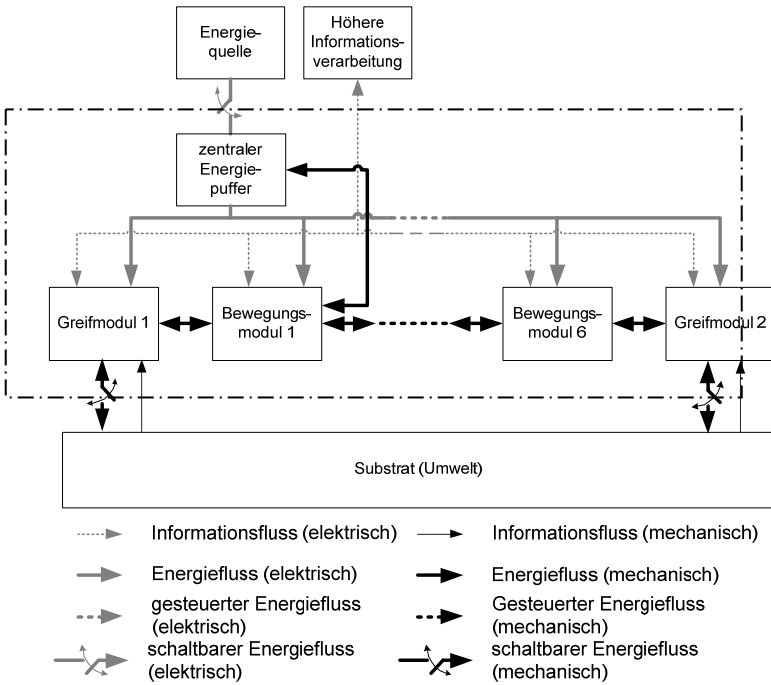 Energie-
quelle
Höhere
Informations-
verarbeitung
zentraler
Energie-
puffer
Greifmodul 1
Bewegungs-
modul 1
Bewegungs-
modul 6
Greifmodul 2
Substrat (Umwelt)
Informationsfluss (elektrisch)
Informationsfluss (mechanisch)
Energiefluss (elektrisch)
Energiefluss (mechanisch)
gesteuerter Energiefluss
(elektrisch)
Gesteuerter Energiefluss
(mechanisch)
schaltbarer Energiefluss
(elektrisch)
schaltbarer Energiefluss
(mechanisch)